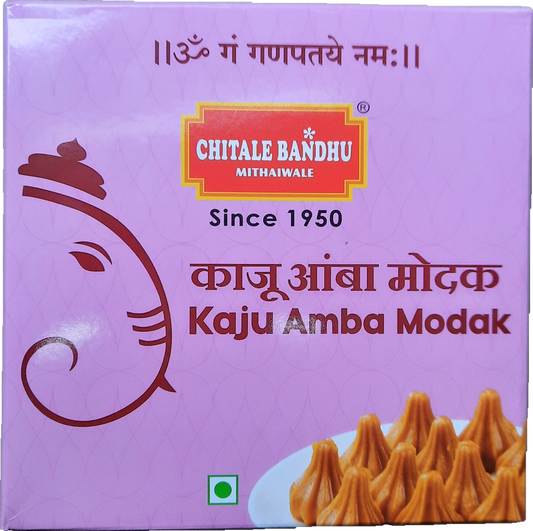 ||ॐ गं गणपतये नमः||
®
CHITALE BANDHU
MITHAIWALE
Since 1950
काजू आंबा मोदक
Kaju Amba Modak